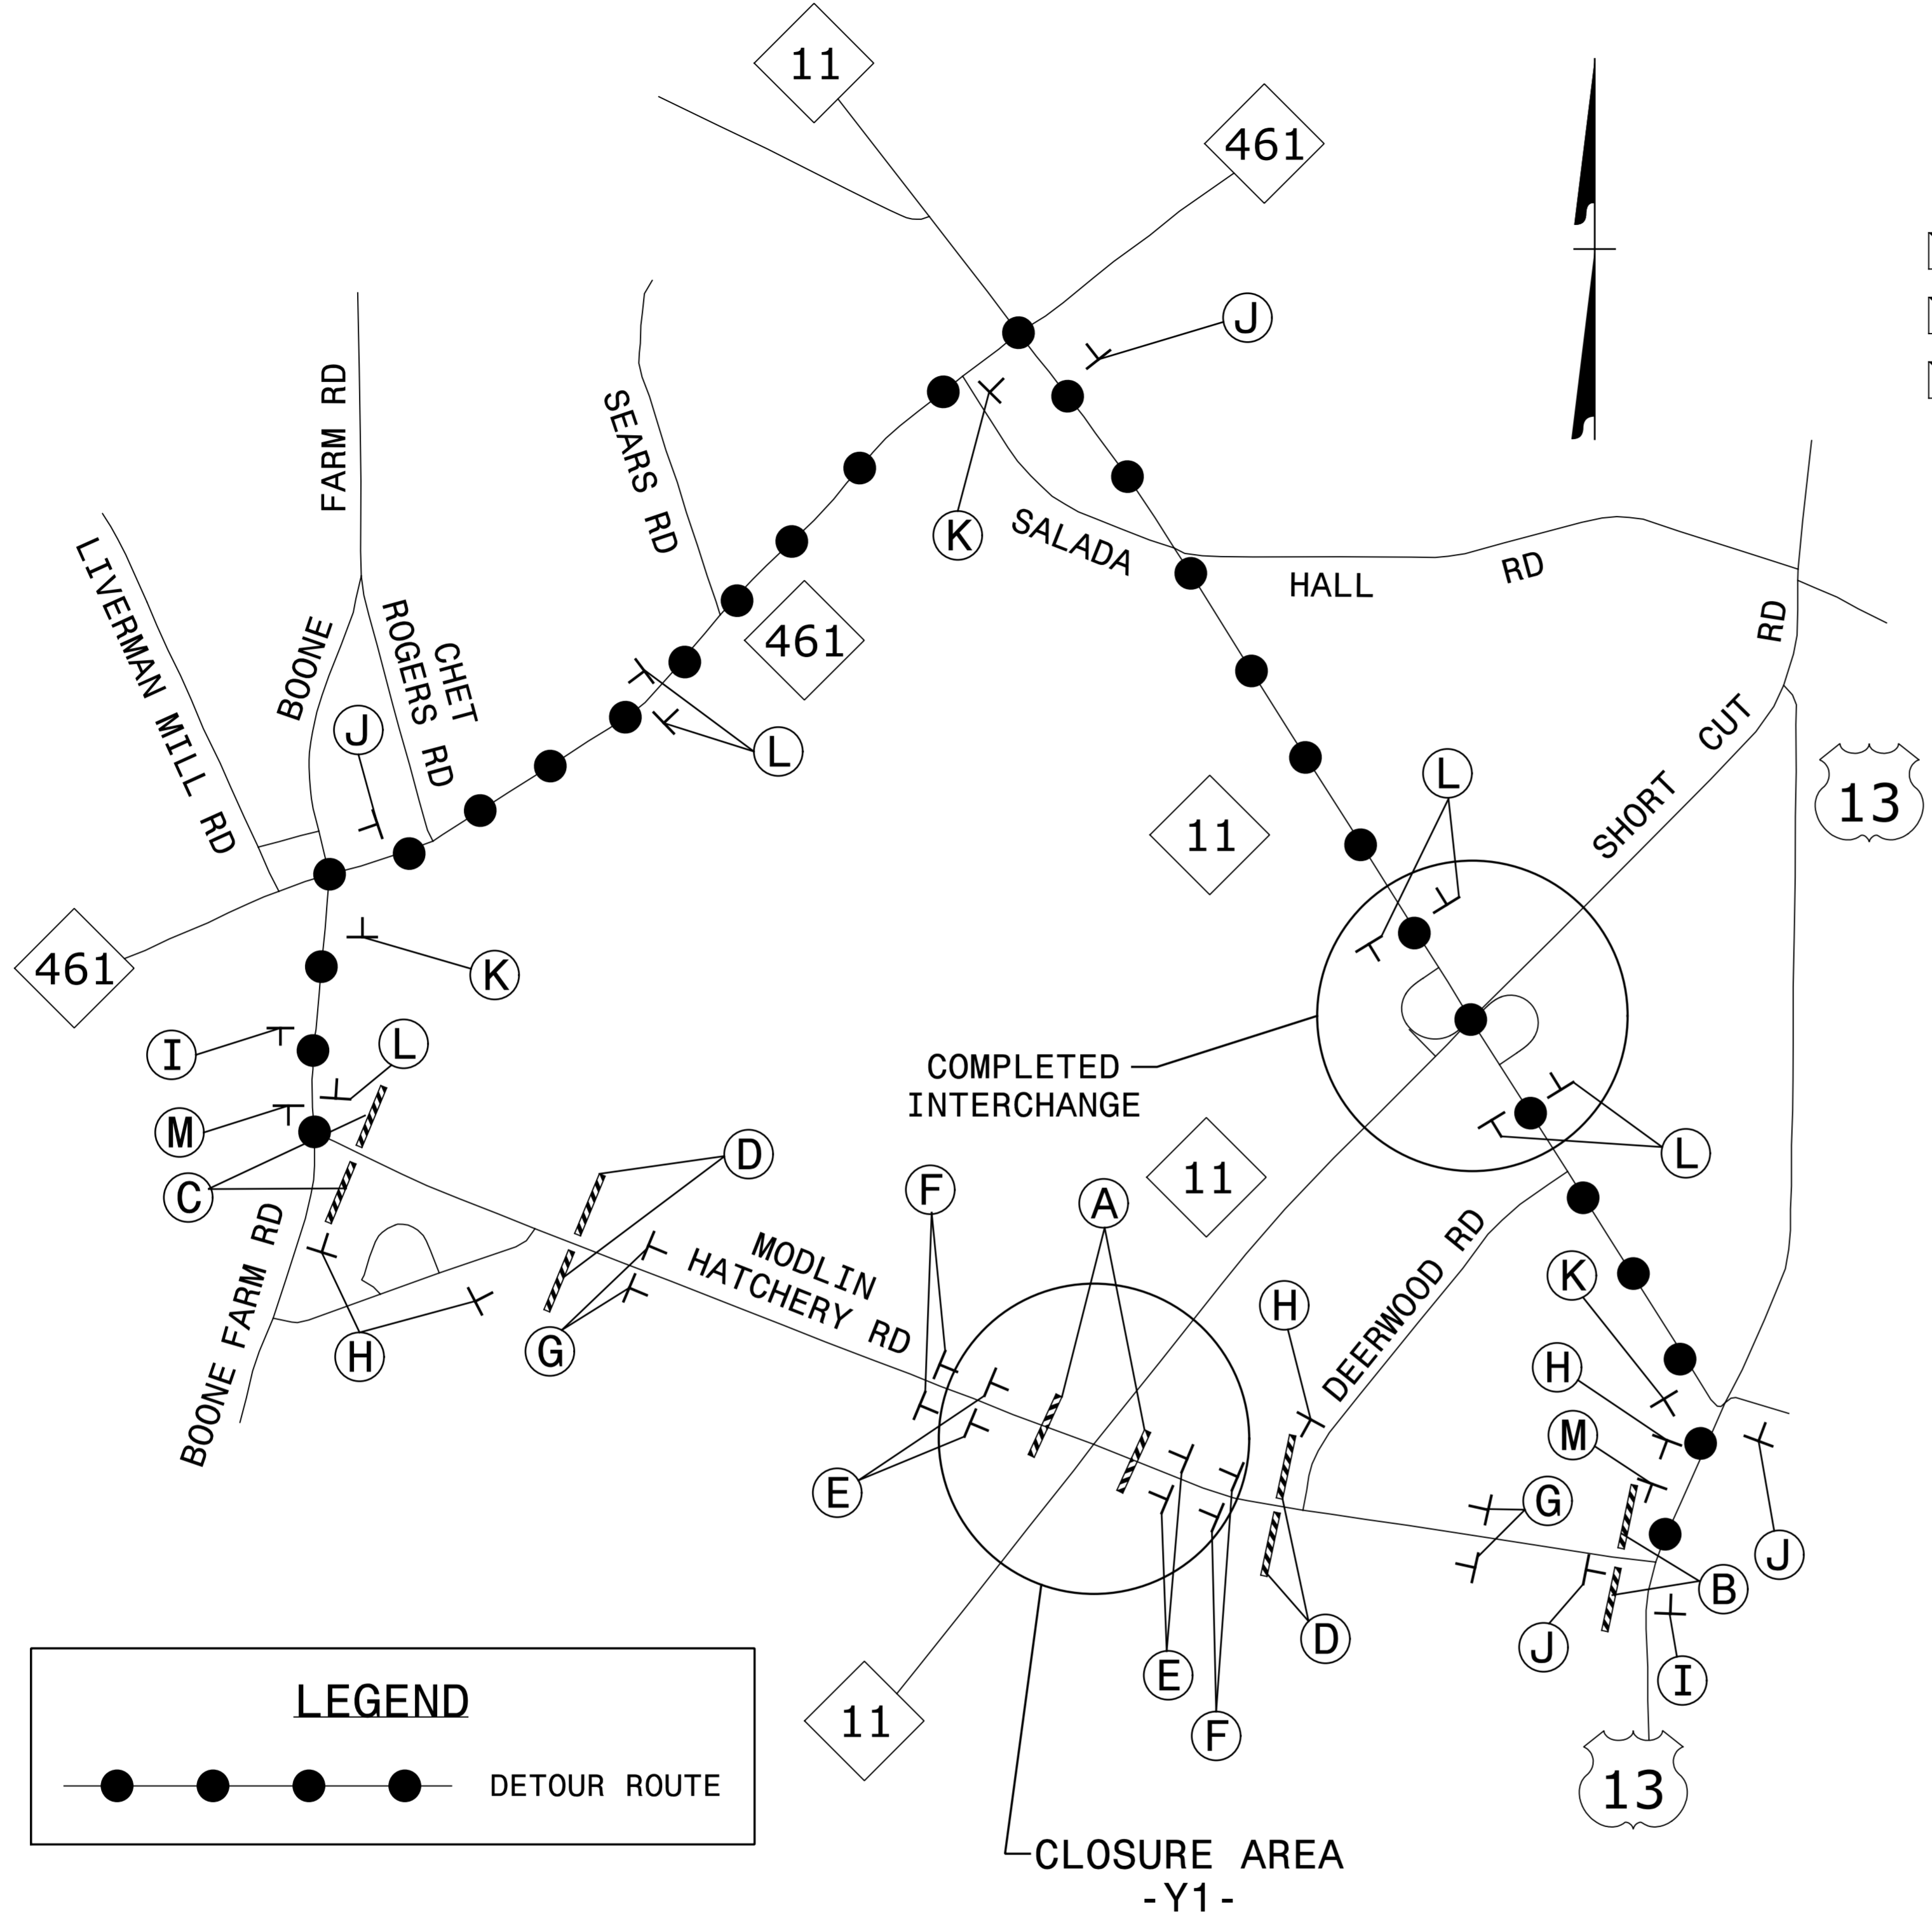 11
461
J
FARM RD
SEARS RD
K
SALADA
HALL
RD
RD
LIVERMAN MILL RD
BOONE
CHET
ROGERS RD
461
J
L
CUT
SHORT
13
L
11
461
K
I
L
COMPLETED
INTERCHANGE
M
D
L
C
F
A
11
BOONE FARM RD
MODLIN
HATCHERY RD
DEERWOOD RD
K
H
H
H
G
M
E
G
J
B
D
J
E
I
F
11
13
LEGEND
DETOUR ROUTE
CLOSURE AREA
-Y1-